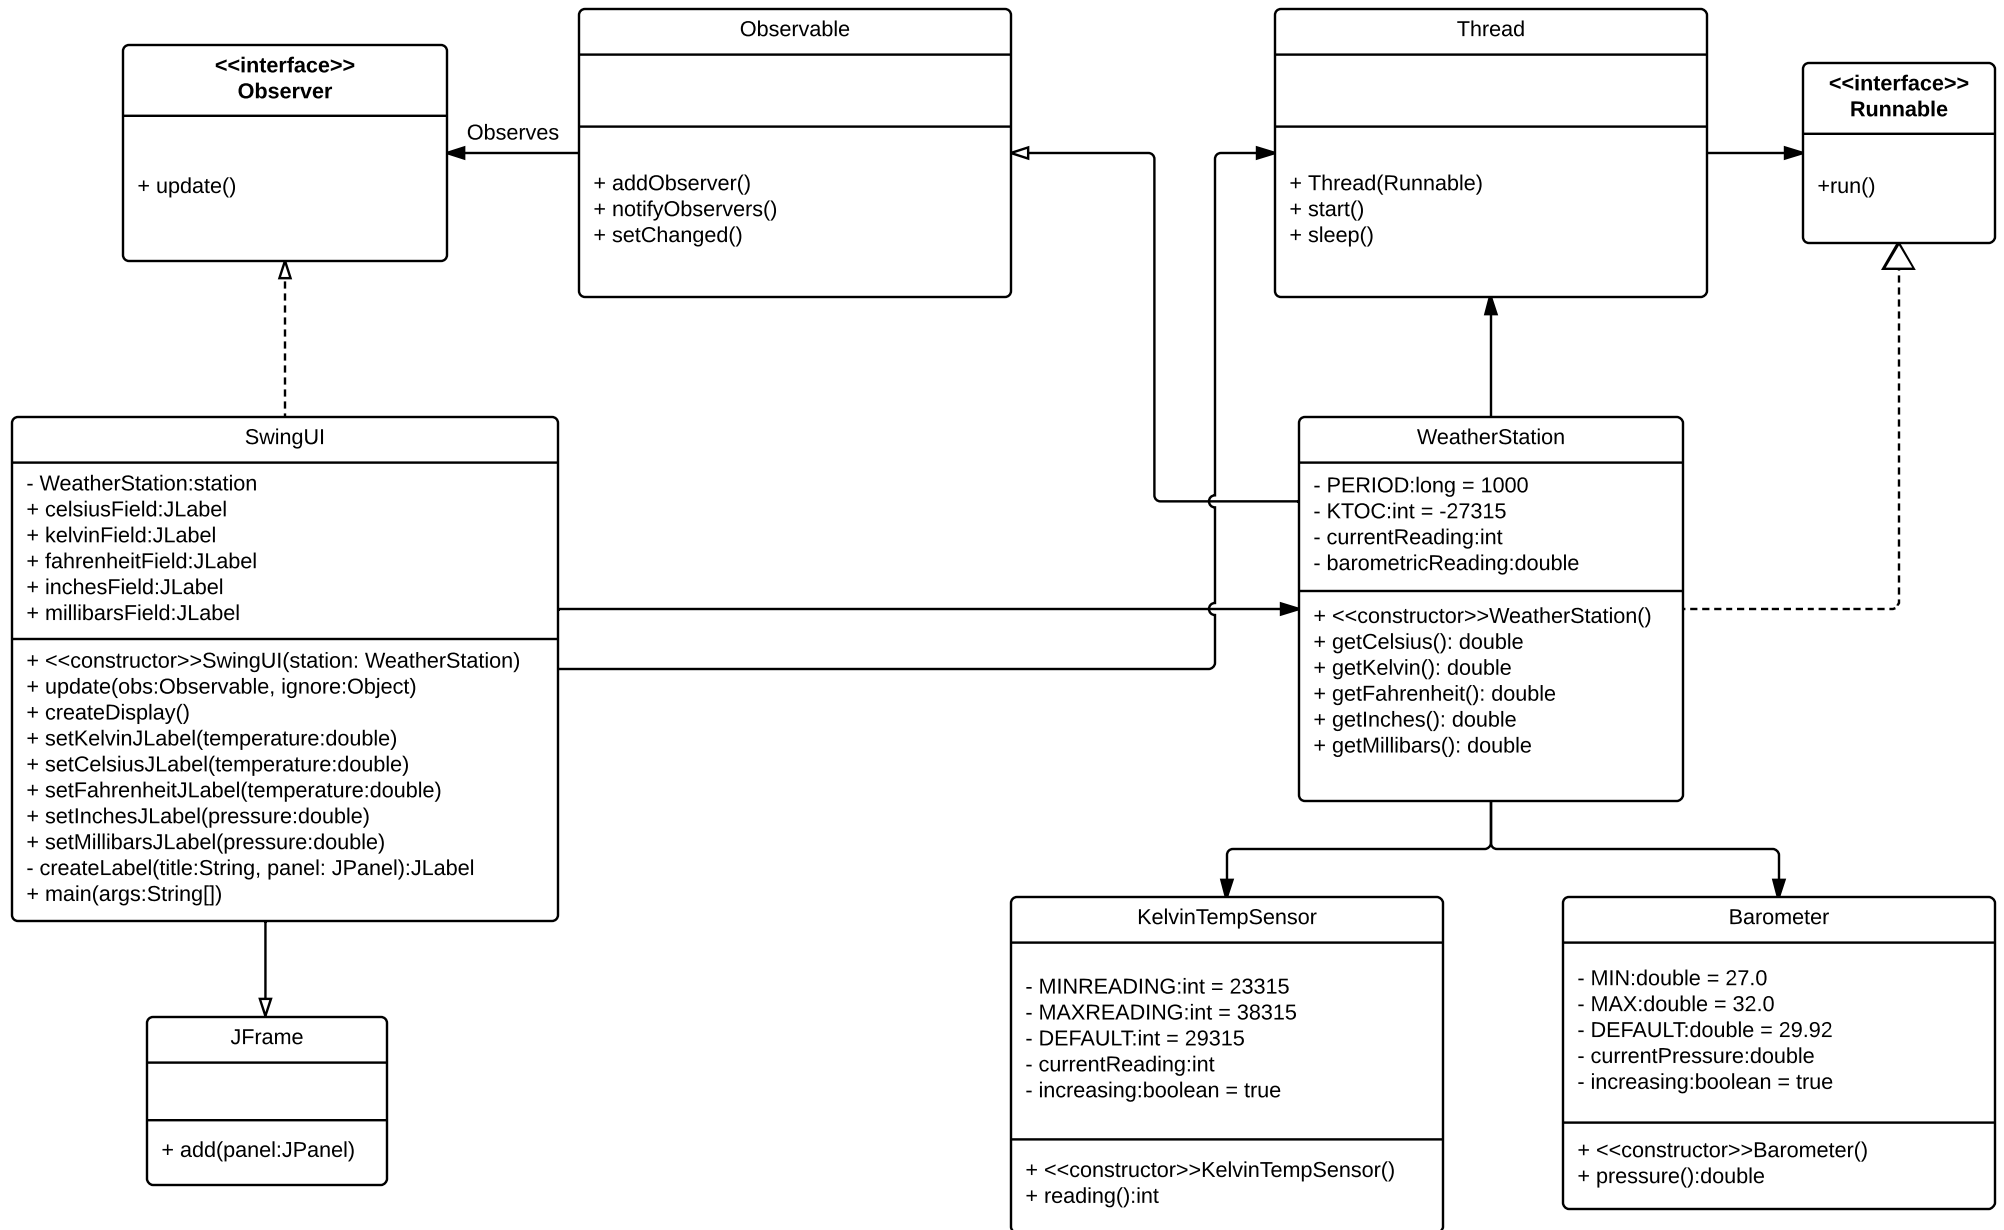 <<interface>>
Observer
+ update()
Observes
Observable
+ addObserver()
+ notifyObservers()
+ setChanged()
Thread
+ Thread(Runnable)
+ start()
+ sleep()
<<interface>>
Runnable
+run()
SwingUI
- WeatherStation:station
+ celsiusField:JLabel
+ kelvinField:JLabel
+ fahrenheitField:JLabel
+ inchesField:JLabel
+ millibarsField:JLabel
+ <<constructor>>SwingUI(station: WeatherStation)
+ update(obs:Observable, ignore:Object)
+ createDisplay()
+ setKelvinJLabel(temperature:double)
+ setCelsiusJLabel(temperature:double)
+ setFahrenheitJLabel(temperature:double)
+ setInchesJLabel(pressure:double)
+ setMillibarsJLabel(pressure:double)
- createLabel(title:String, panel: JPanel):JLabel
+ main(args:String[])
WeatherStation
- PERIOD:long = 1000
- KTOC:int = -27315
- currentReading:int
- barometricReading:double
+ <<constructor>>WeatherStation()
+ getCelsius(): double
+ getKelvin(): double
+ getFahrenheit(): double
+ getInches(): double
+ getMillibars(): double
JFrame
+ add(panel:JPanel)
KelvinTempSensor
- MINREADING:int = 23315
- MAXREADING:int = 38315
- DEFAULT:int = 29315
- currentReading:int
- increasing:boolean = true
+ <<constructor>>KelvinTempSensor()
+ reading():int
Barometer
- MIN:double = 27.0
- MAX:double = 32.0
- DEFAULT:double = 29.92
- currentPressure:double
- increasing:boolean = true
+ <<constructor>>Barometer()
+ pressure():double